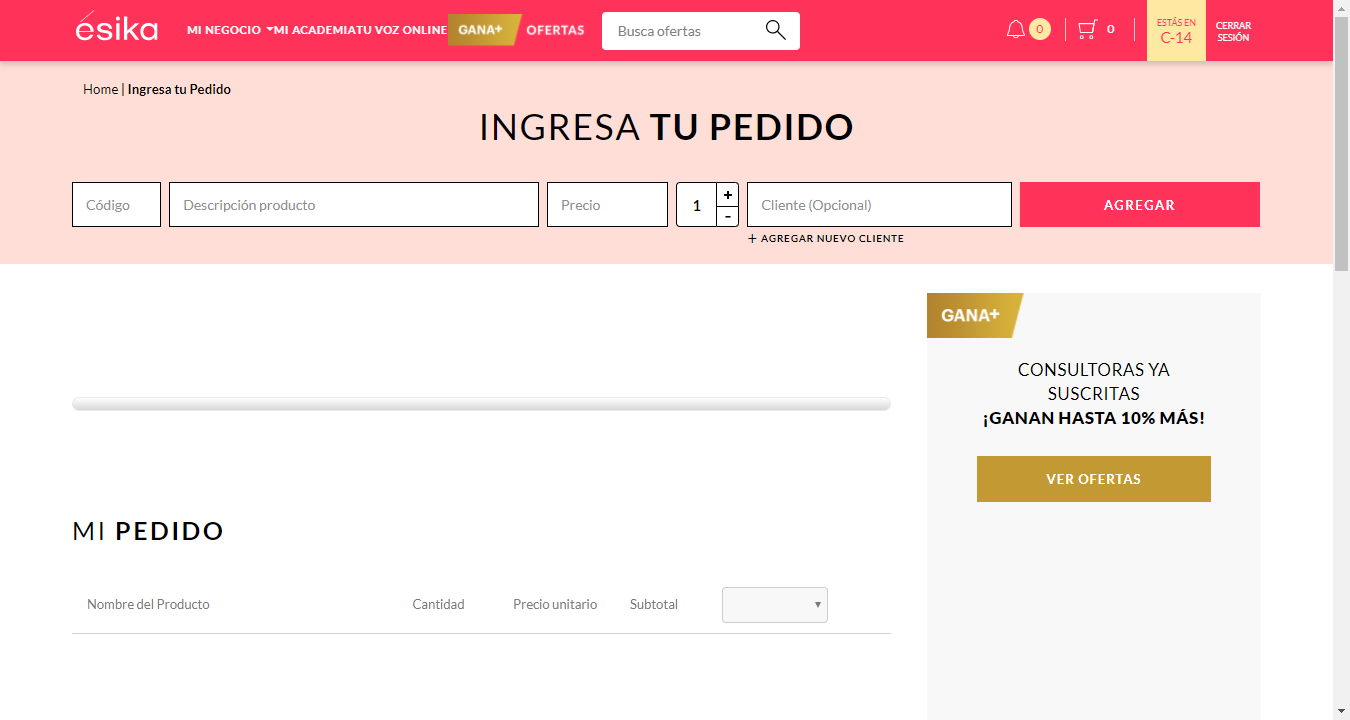 ésika
MI NEGOCIO
MI ACADEMIA
TU VOZ ONLINE
GANA+
OFERTAS
Busca ofertas
0
0
ESTÁS EN
C-14
CERRAR
SESIÓN
Home | Ingresa tu Pedido
INGRESA TU PEDIDO
Código
Descripción producto
Precio
1
+
-
Cliente (Opcional)
AGREGAR
+ AGREGAR NUEVO CLIENTE
GANA+
CONSULTORAS YA
SUSCRITAS
¡GANAN HASTA 10% MÁS!
VER OFERTAS
MI PEDIDO
Nombre del Producto
Cantidad
Precio unitario
Subtotal